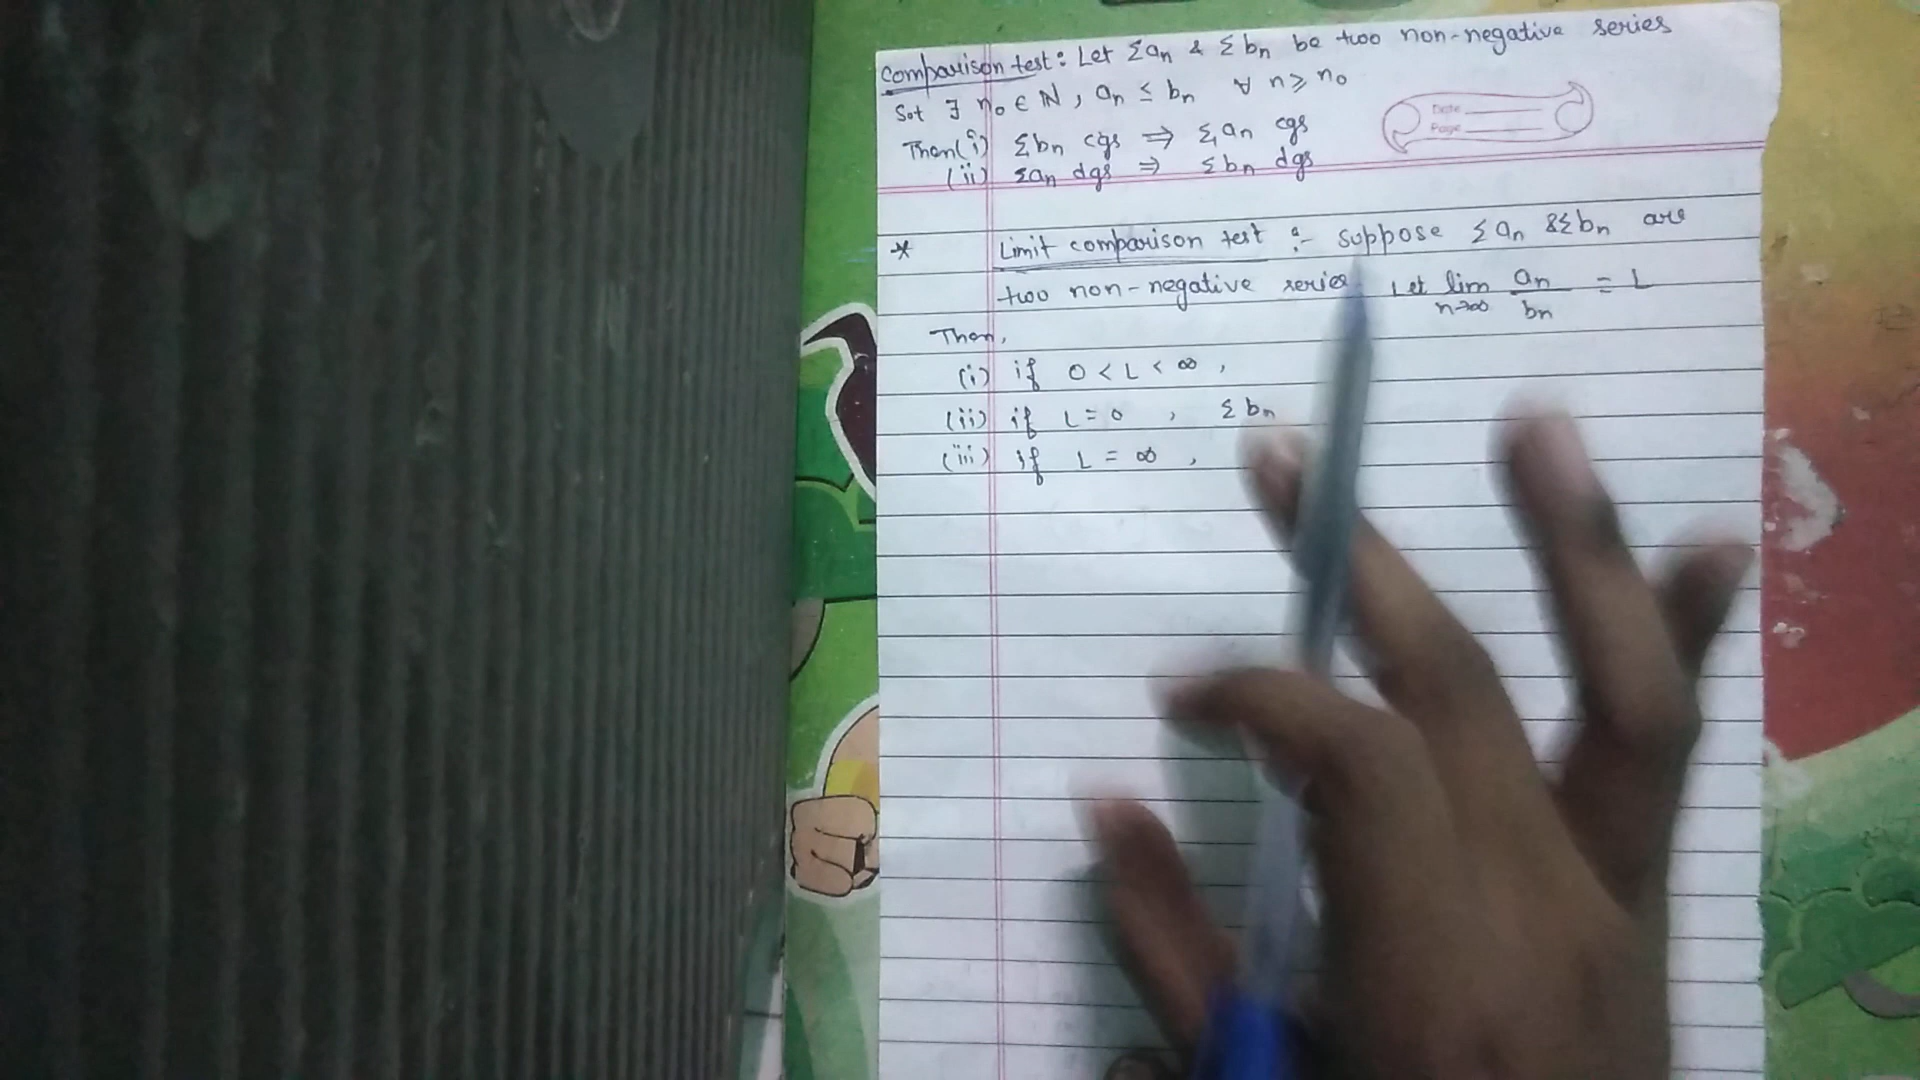 Comparison test: Let Σan & Σbn be two non-negative series
Sot ∃ n₀ ∈ ℕ, an ≤ bn ∀ n ≥ n₀
Date
Page
Then (i) Σbn cgs ⇒ Σan cgs
(ii) Σan dgs ⇒ Σbn dgs
* Limit comparison test :- Suppose Σan & Σbn are
two non-negative series Let lim n→∞ an/bn = L
Then,
(i) if 0 < L < ∞ ,
(ii) if L = 0 , Σbn
(iii) if L = ∞ ,